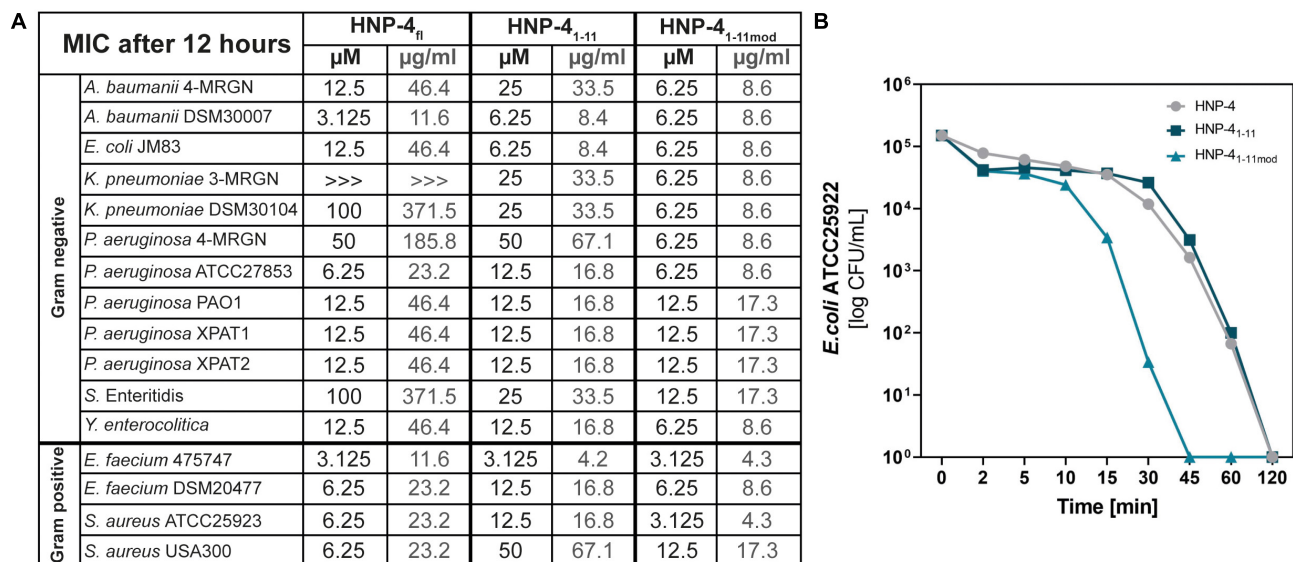 A
MIC after 12 hours HNP-4fl HNP-41-11 HNP-41-11mod
µM µg/ml µM µg/ml µM µg/ml
Gram negative
A. baumanii 4-MRGN 12.5 46.4 25 33.5 6.25 8.6
A. baumanii DSM30007 3.125 11.6 6.25 8.4 6.25 8.6
E. coli JM83 12.5 46.4 6.25 8.4 6.25 8.6
K. pneumoniae 3-MRGN >>> >>> 25 33.5 6.25 8.6
K. pneumoniae DSM30104 100 371.5 25 33.5 6.25 8.6
P. aeruginosa 4-MRGN 50 185.8 50 67.1 6.25 8.6
P. aeruginosa ATCC27853 6.25 23.2 12.5 16.8 6.25 8.6
P. aeruginosa PAO1 12.5 46.4 12.5 16.8 12.5 17.3
P. aeruginosa XPAT1 12.5 46.4 12.5 16.8 12.5 17.3
P. aeruginosa XPAT2 12.5 46.4 12.5 16.8 12.5 17.3
S. Enteritidis 100 371.5 25 33.5 12.5 17.3
Y. enterocolitica 12.5 46.4 12.5 16.8 6.25 8.6
Gram positive
E. faecium 475747 3.125 11.6 3.125 4.2 3.125 4.3
E. faecium DSM20477 6.25 23.2 12.5 16.8 6.25 8.6
S. aureus ATCC25923 6.25 23.2 12.5 16.8 3.125 4.3
S. aureus USA300 6.25 23.2 50 67.1 12.5 17.3
B
E.coli ATCC25922
[log CFU/mL]
10⁶
10⁵
10⁴
10³
10²
10¹
10⁰
HNP-4
HNP-41-11
HNP-41-11mod
0 2 5 10 15 30 45 60 120
Time [min]